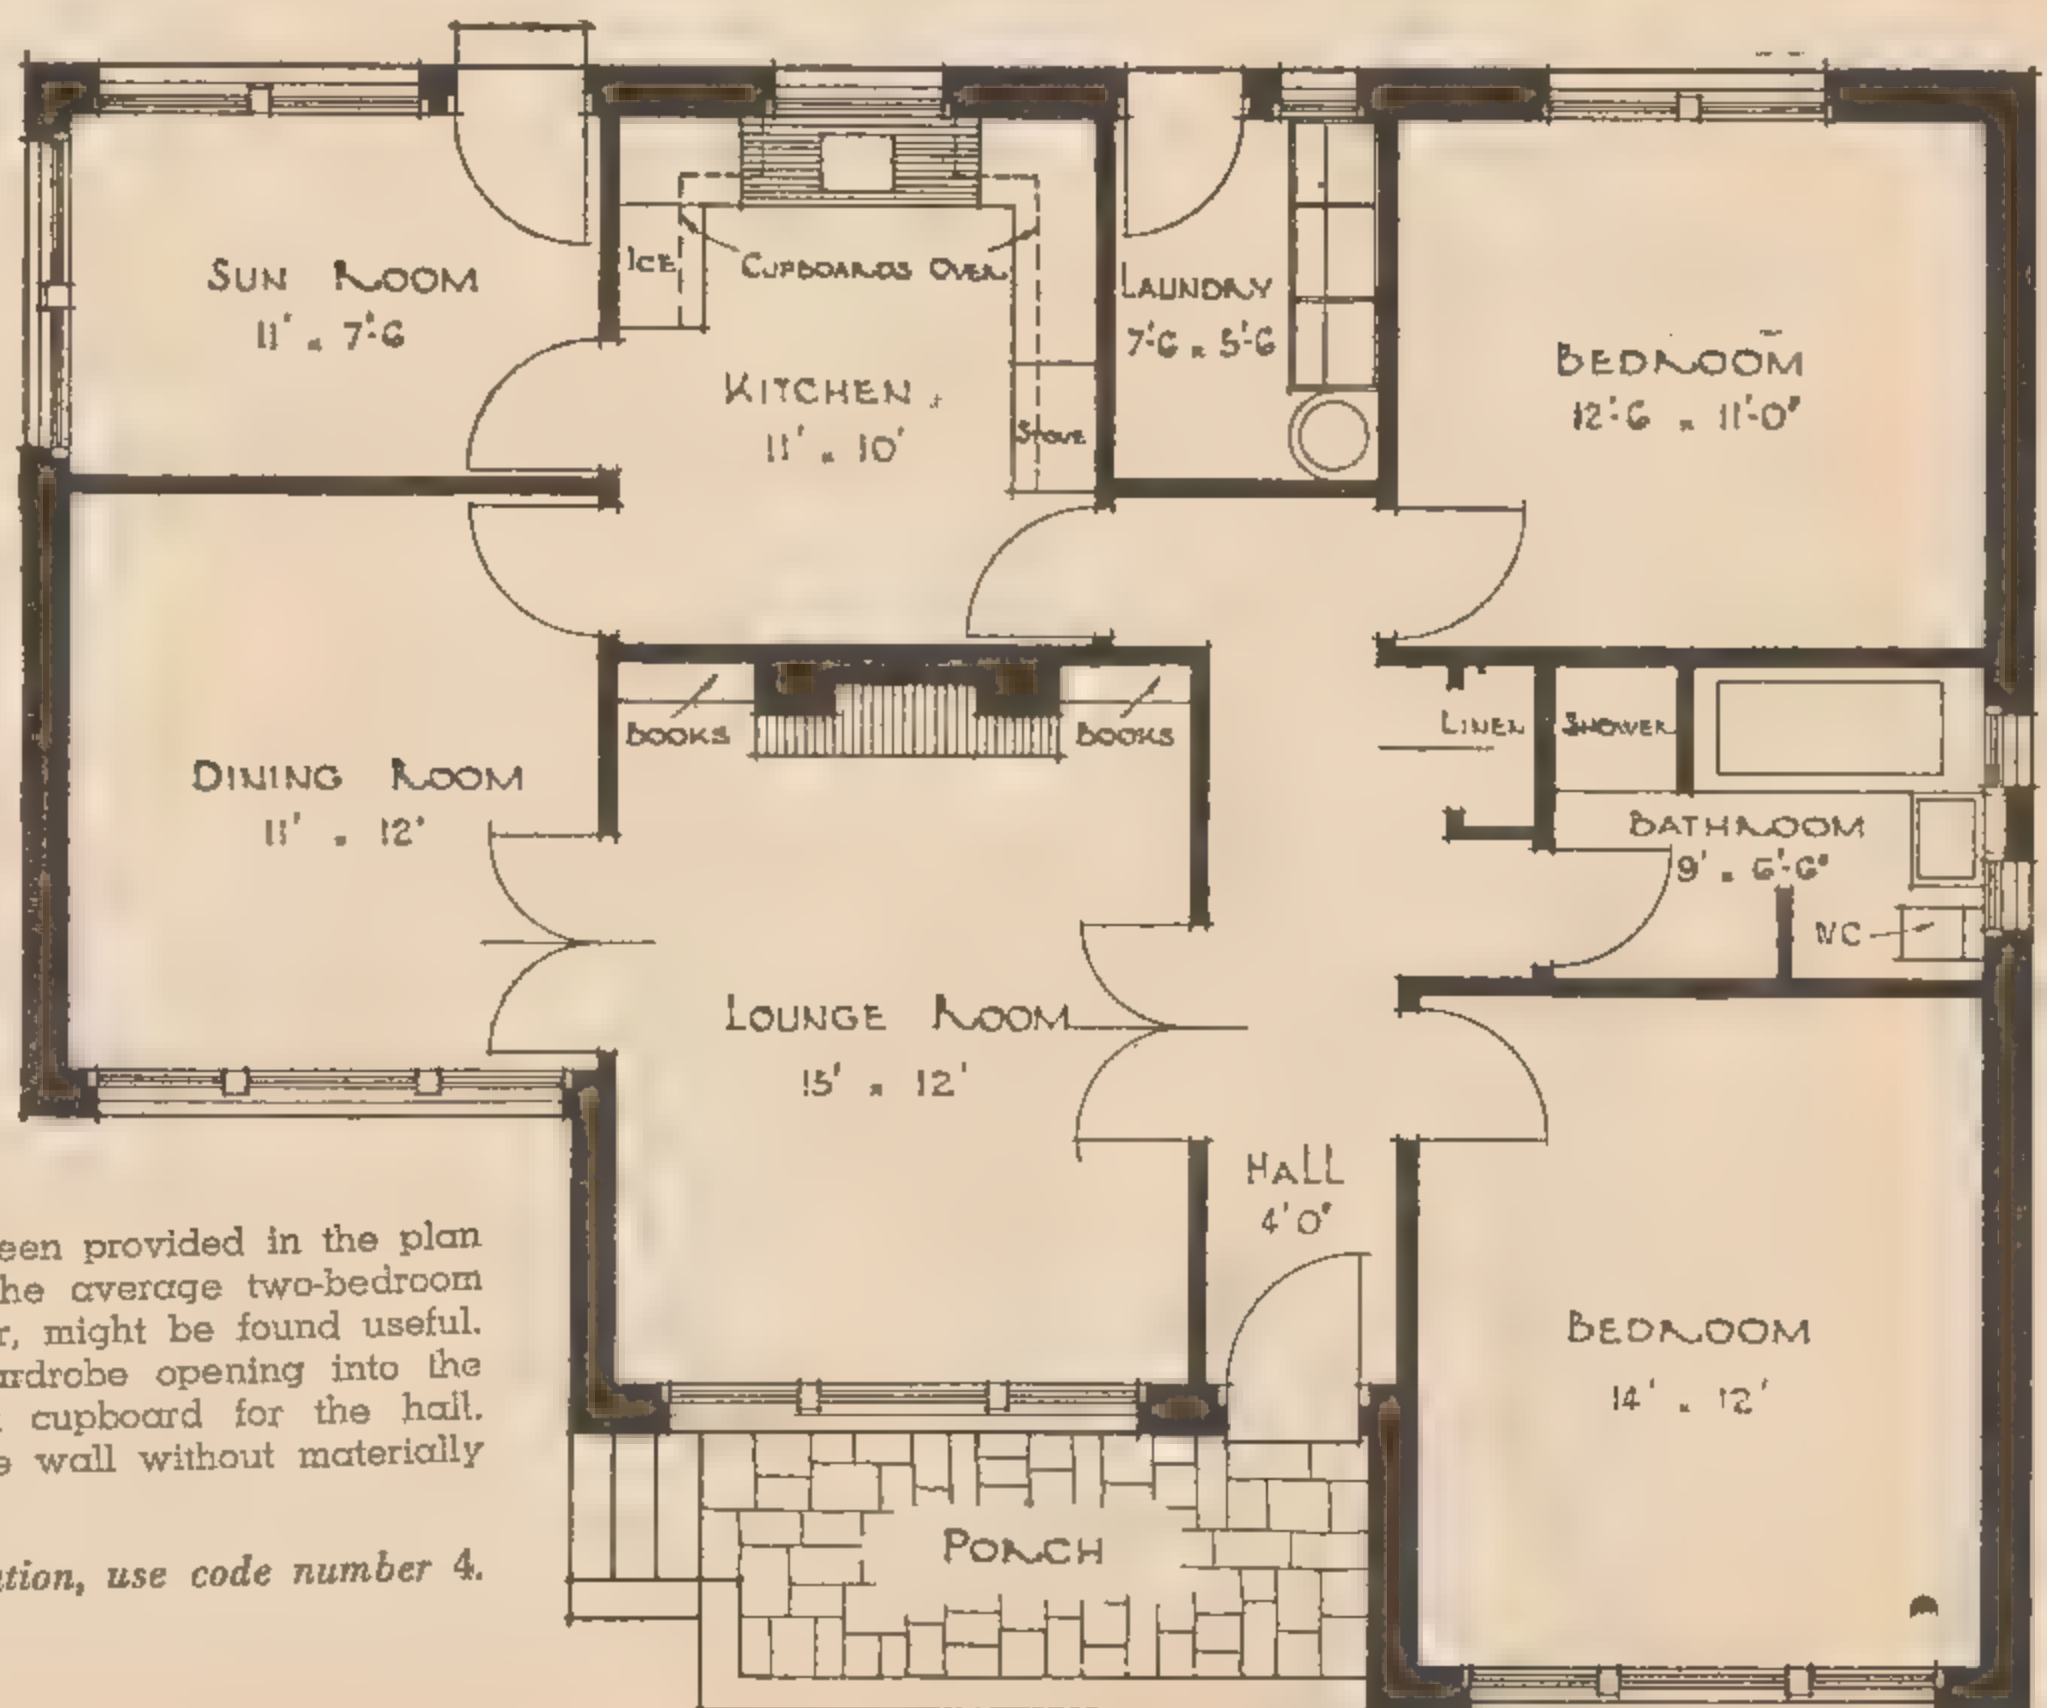 SUN ROOM
11' x 7'-6
ICE
CUPBOARDS OVER
KITCHEN
11' x 10'
STOVE
LAUNDRY
7'-6 x 5'-6
BEDROOM
12'-6 x 11'-0"
BOOKS
BOOKS
LINEN
SHOWER
DINING ROOM
11' x 12'
BATHROOM
9' x 6'-6"
WC
LOUNGE ROOM
15' x 12'
HALL
4'0"
BEDROOM
14' x 12'
PORCH
een provided in the plan
he average two-bedroom
r, might be found useful.
ardrobe opening into the
cupboard for the hall.
e wall without materially
ation, use code number 4.